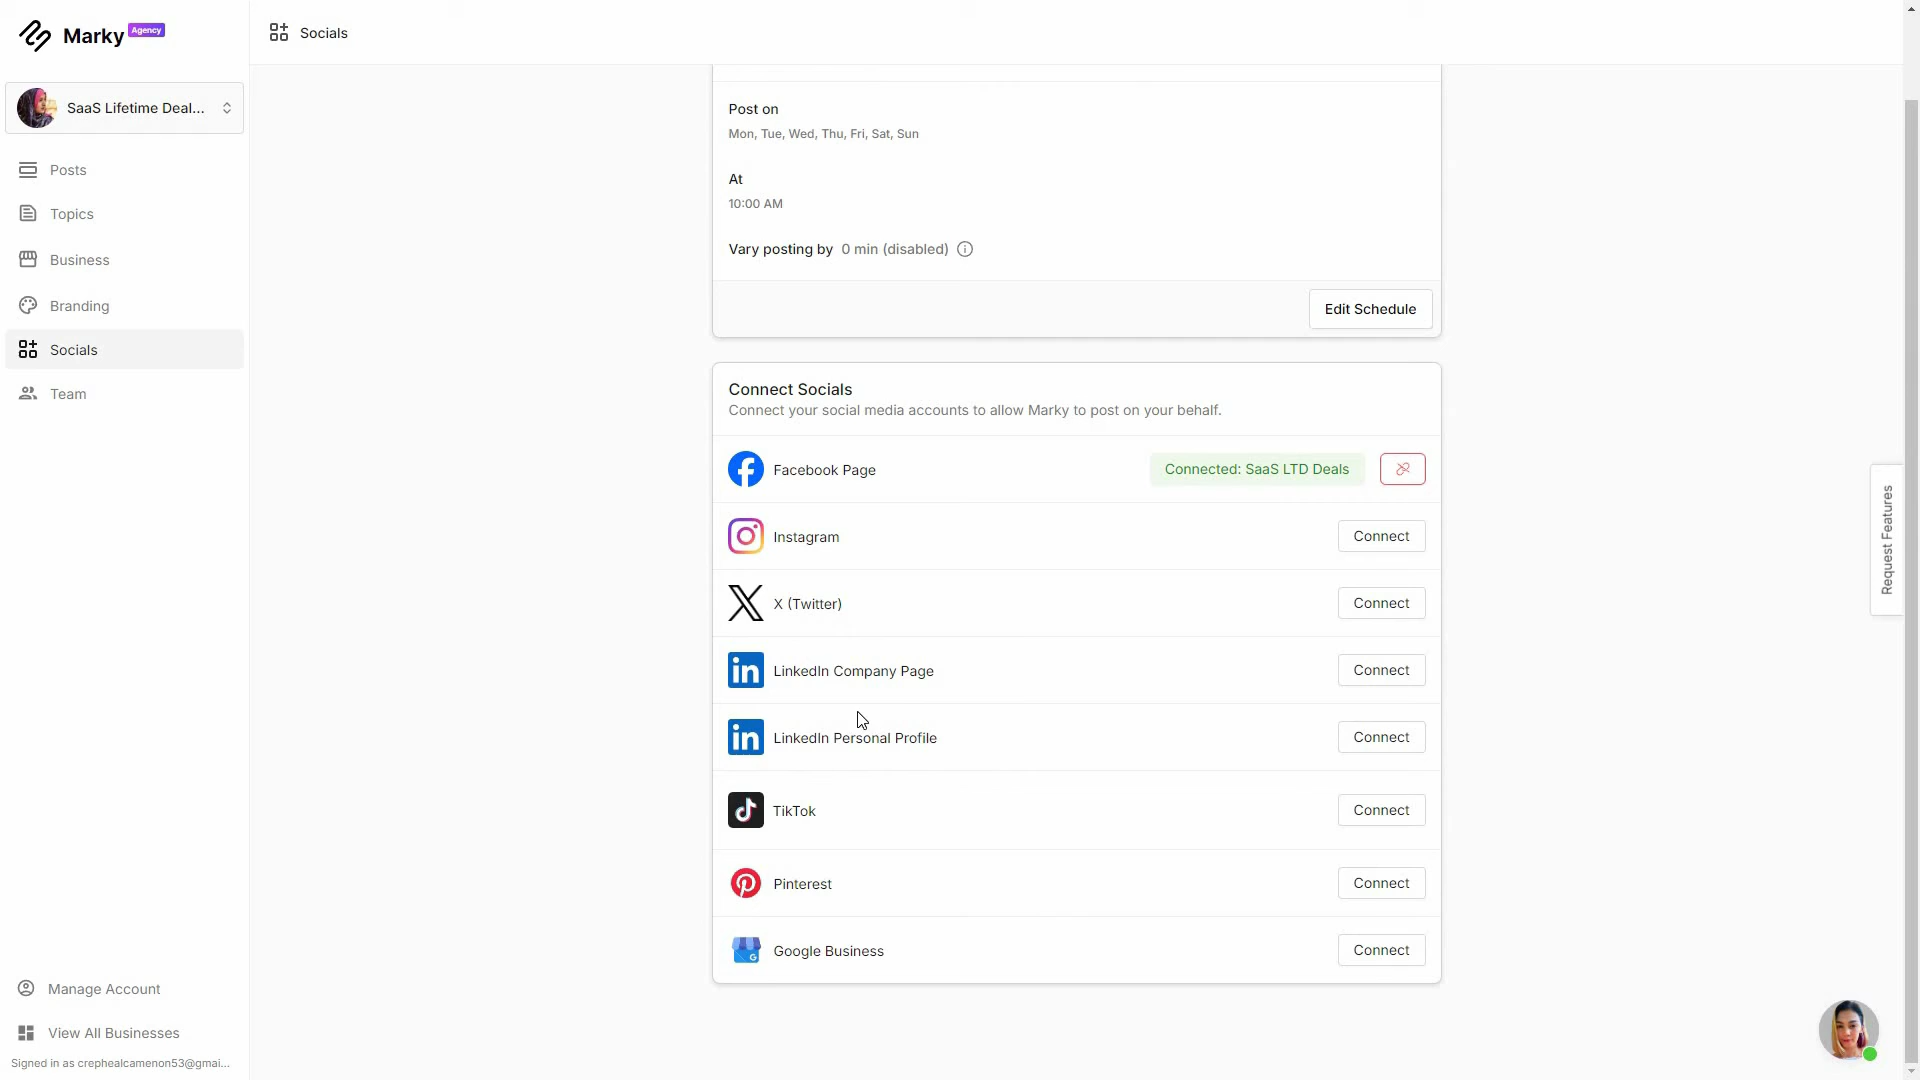 Marky Agency
SaaS Lifetime Deal...
Posts
Topics
Business
Branding
Socials
Team
Manage Account
View All Businesses
Signed in as crephealcamenon53@gmai...
Socials
Post on
Mon, Tue, Wed, Thu, Fri, Sat, Sun
At
10:00 AM
Vary posting by 0 min (disabled)
Edit Schedule
Connect Socials
Connect your social media accounts to allow Marky to post on your behalf.
Facebook Page Connected: SaaS LTD Deals
Instagram Connect
X (Twitter) Connect
LinkedIn Company Page Connect
LinkedIn Personal Profile Connect
TikTok Connect
Pinterest Connect
Google Business Connect
Request Features